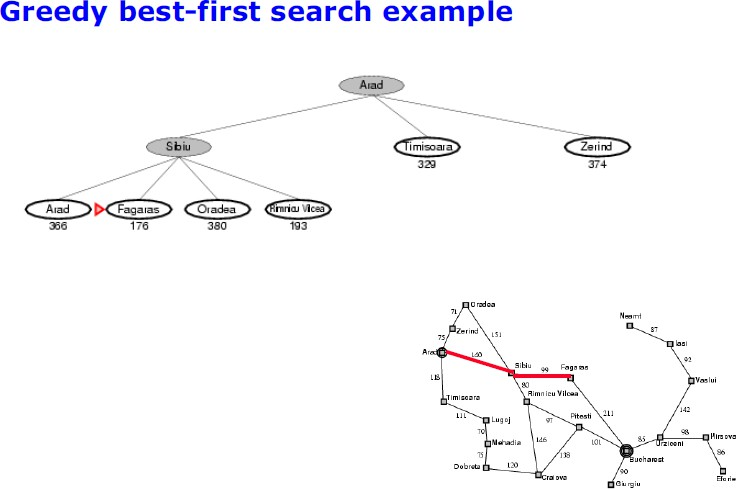 Greedy best-first search example
Arad
Sibiu
Timisoara
Zerind
329
374
Arad
Fagaras
Oradea
Rimnicu Vilcea
366
176
380
193
Oradea
71
Neamt
Zerind
87
151
75
Iasi
Arad
140
92
Sibiu
Fagaras
99
118
80
Vaslui
Timisoara
Rimnicu Vilcea
111
142
211
Lugoj
97
Pitesti
70
98
Hirsova
85
Mehadia
146
101
Urziceni
75
138
86
Bucharest
Dobreta
120
90
Craiova
Eforie
Giurgiu